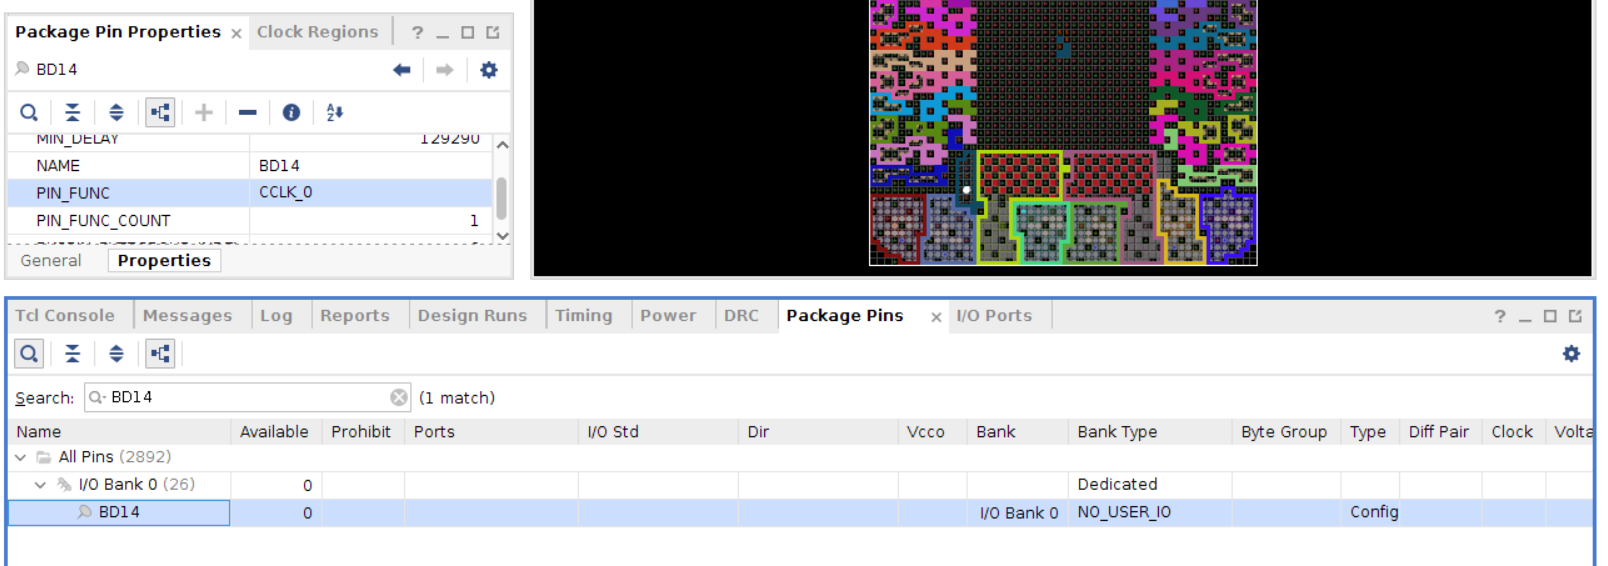 Package Pin Properties × Clock Regions ? _
BD14
MIN_DELAY 129290
NAME BD14
PIN_FUNC CCLK_0
PIN_FUNC_COUNT 1
General Properties
Tcl Console Messages Log Reports Design Runs Timing Power DRC Package Pins × I/O Ports ? _
Search: BD14 (1 match)
Name Available Prohibit Ports I/O Std Dir Vcco Bank Bank Type Byte Group Type Diff Pair Clock Volta
All Pins (2892)
I/O Bank 0 (26) 0 Dedicated
BD14 0 I/O Bank 0 NO_USER_IO Config